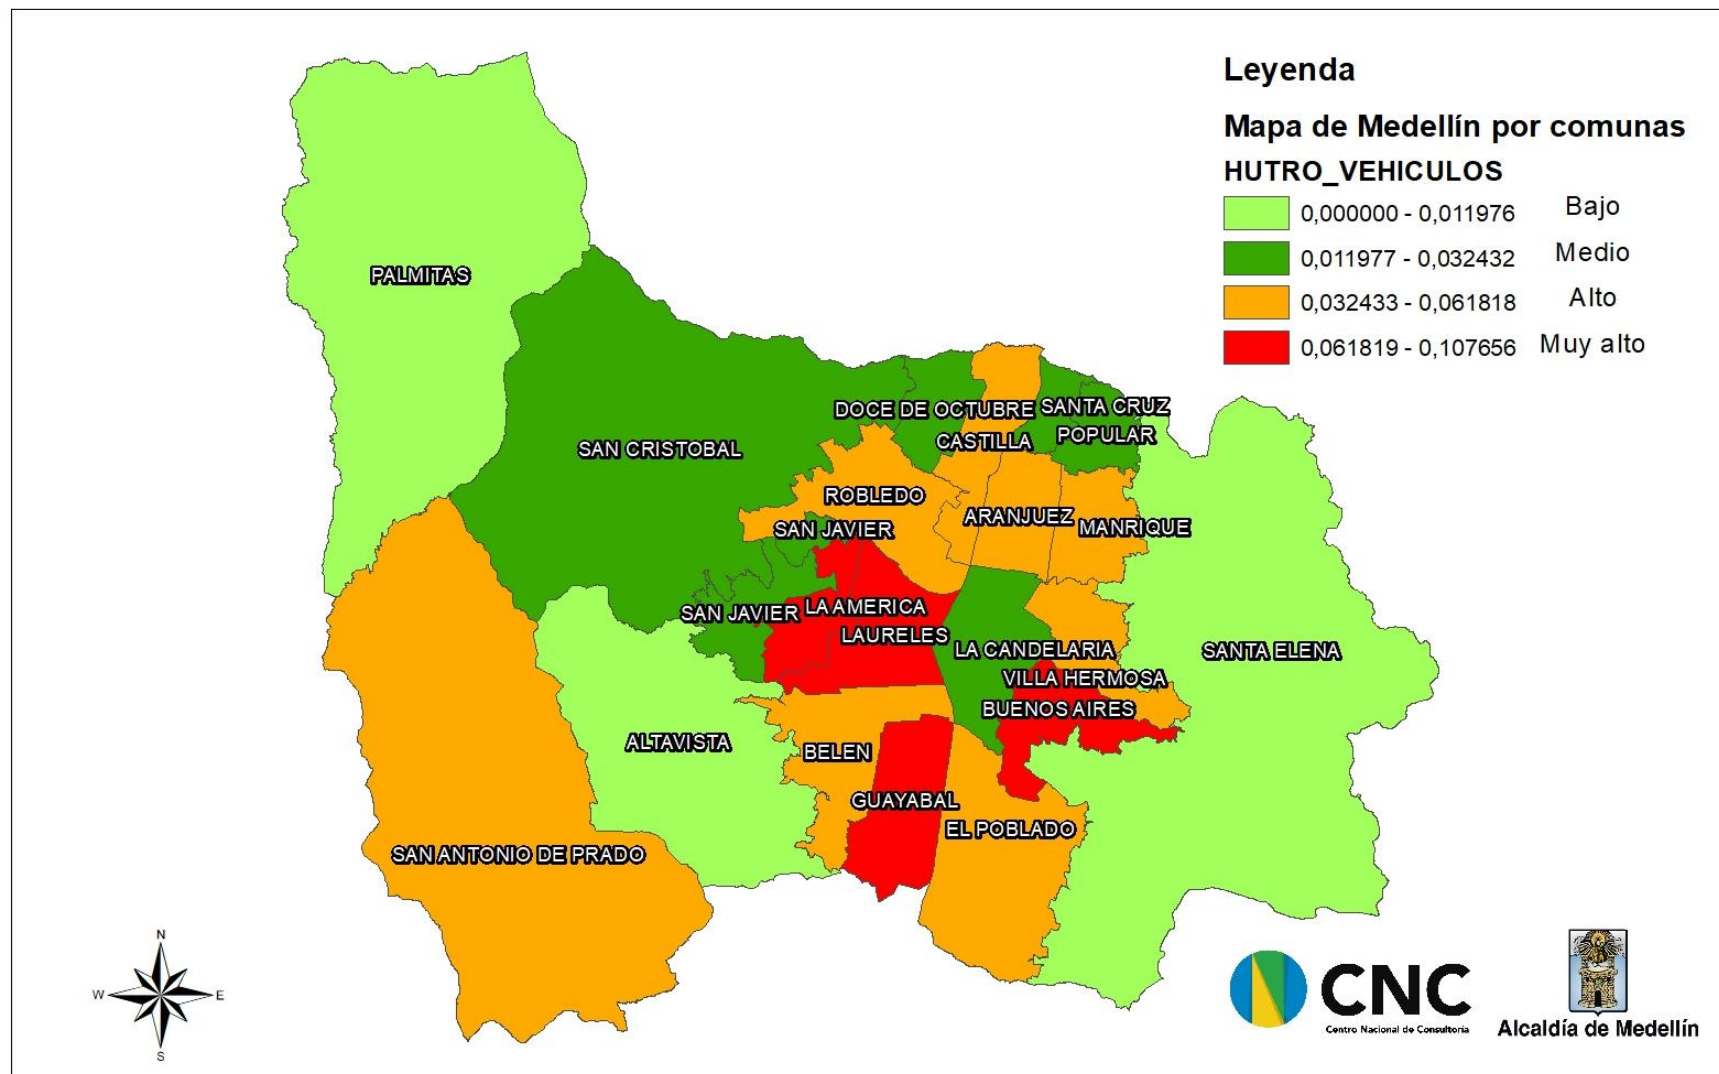 Leyenda
Mapa de Medellín por comunas
HUTRO_VEHICULOS
0,000000 - 0,011976 Bajo
0,011977 - 0,032432 Medio
0,032433 - 0,061818 Alto
0,061819 - 0,107656 Muy alto
PALMITAS
SAN CRISTOBAL
DOCE DE OCTUBRE
SANTA CRUZ
CASTILLA
POPULAR
ROBLEDO
ARANJUEZ
MANRIQUE
SAN JAVIER
SAN JAVIER
LA AMERICA
LAURELES
LA CANDELARIA
SANTA ELENA
VILLA HERMOSA
BUENOS AIRES
ALTAVISTA
BELEN
GUAYABAL
EL POBLADO
SAN ANTONIO DE PRADO
N
W
E
S
CNC
Centro Nacional de Consultoría
Alcaldía de Medellín